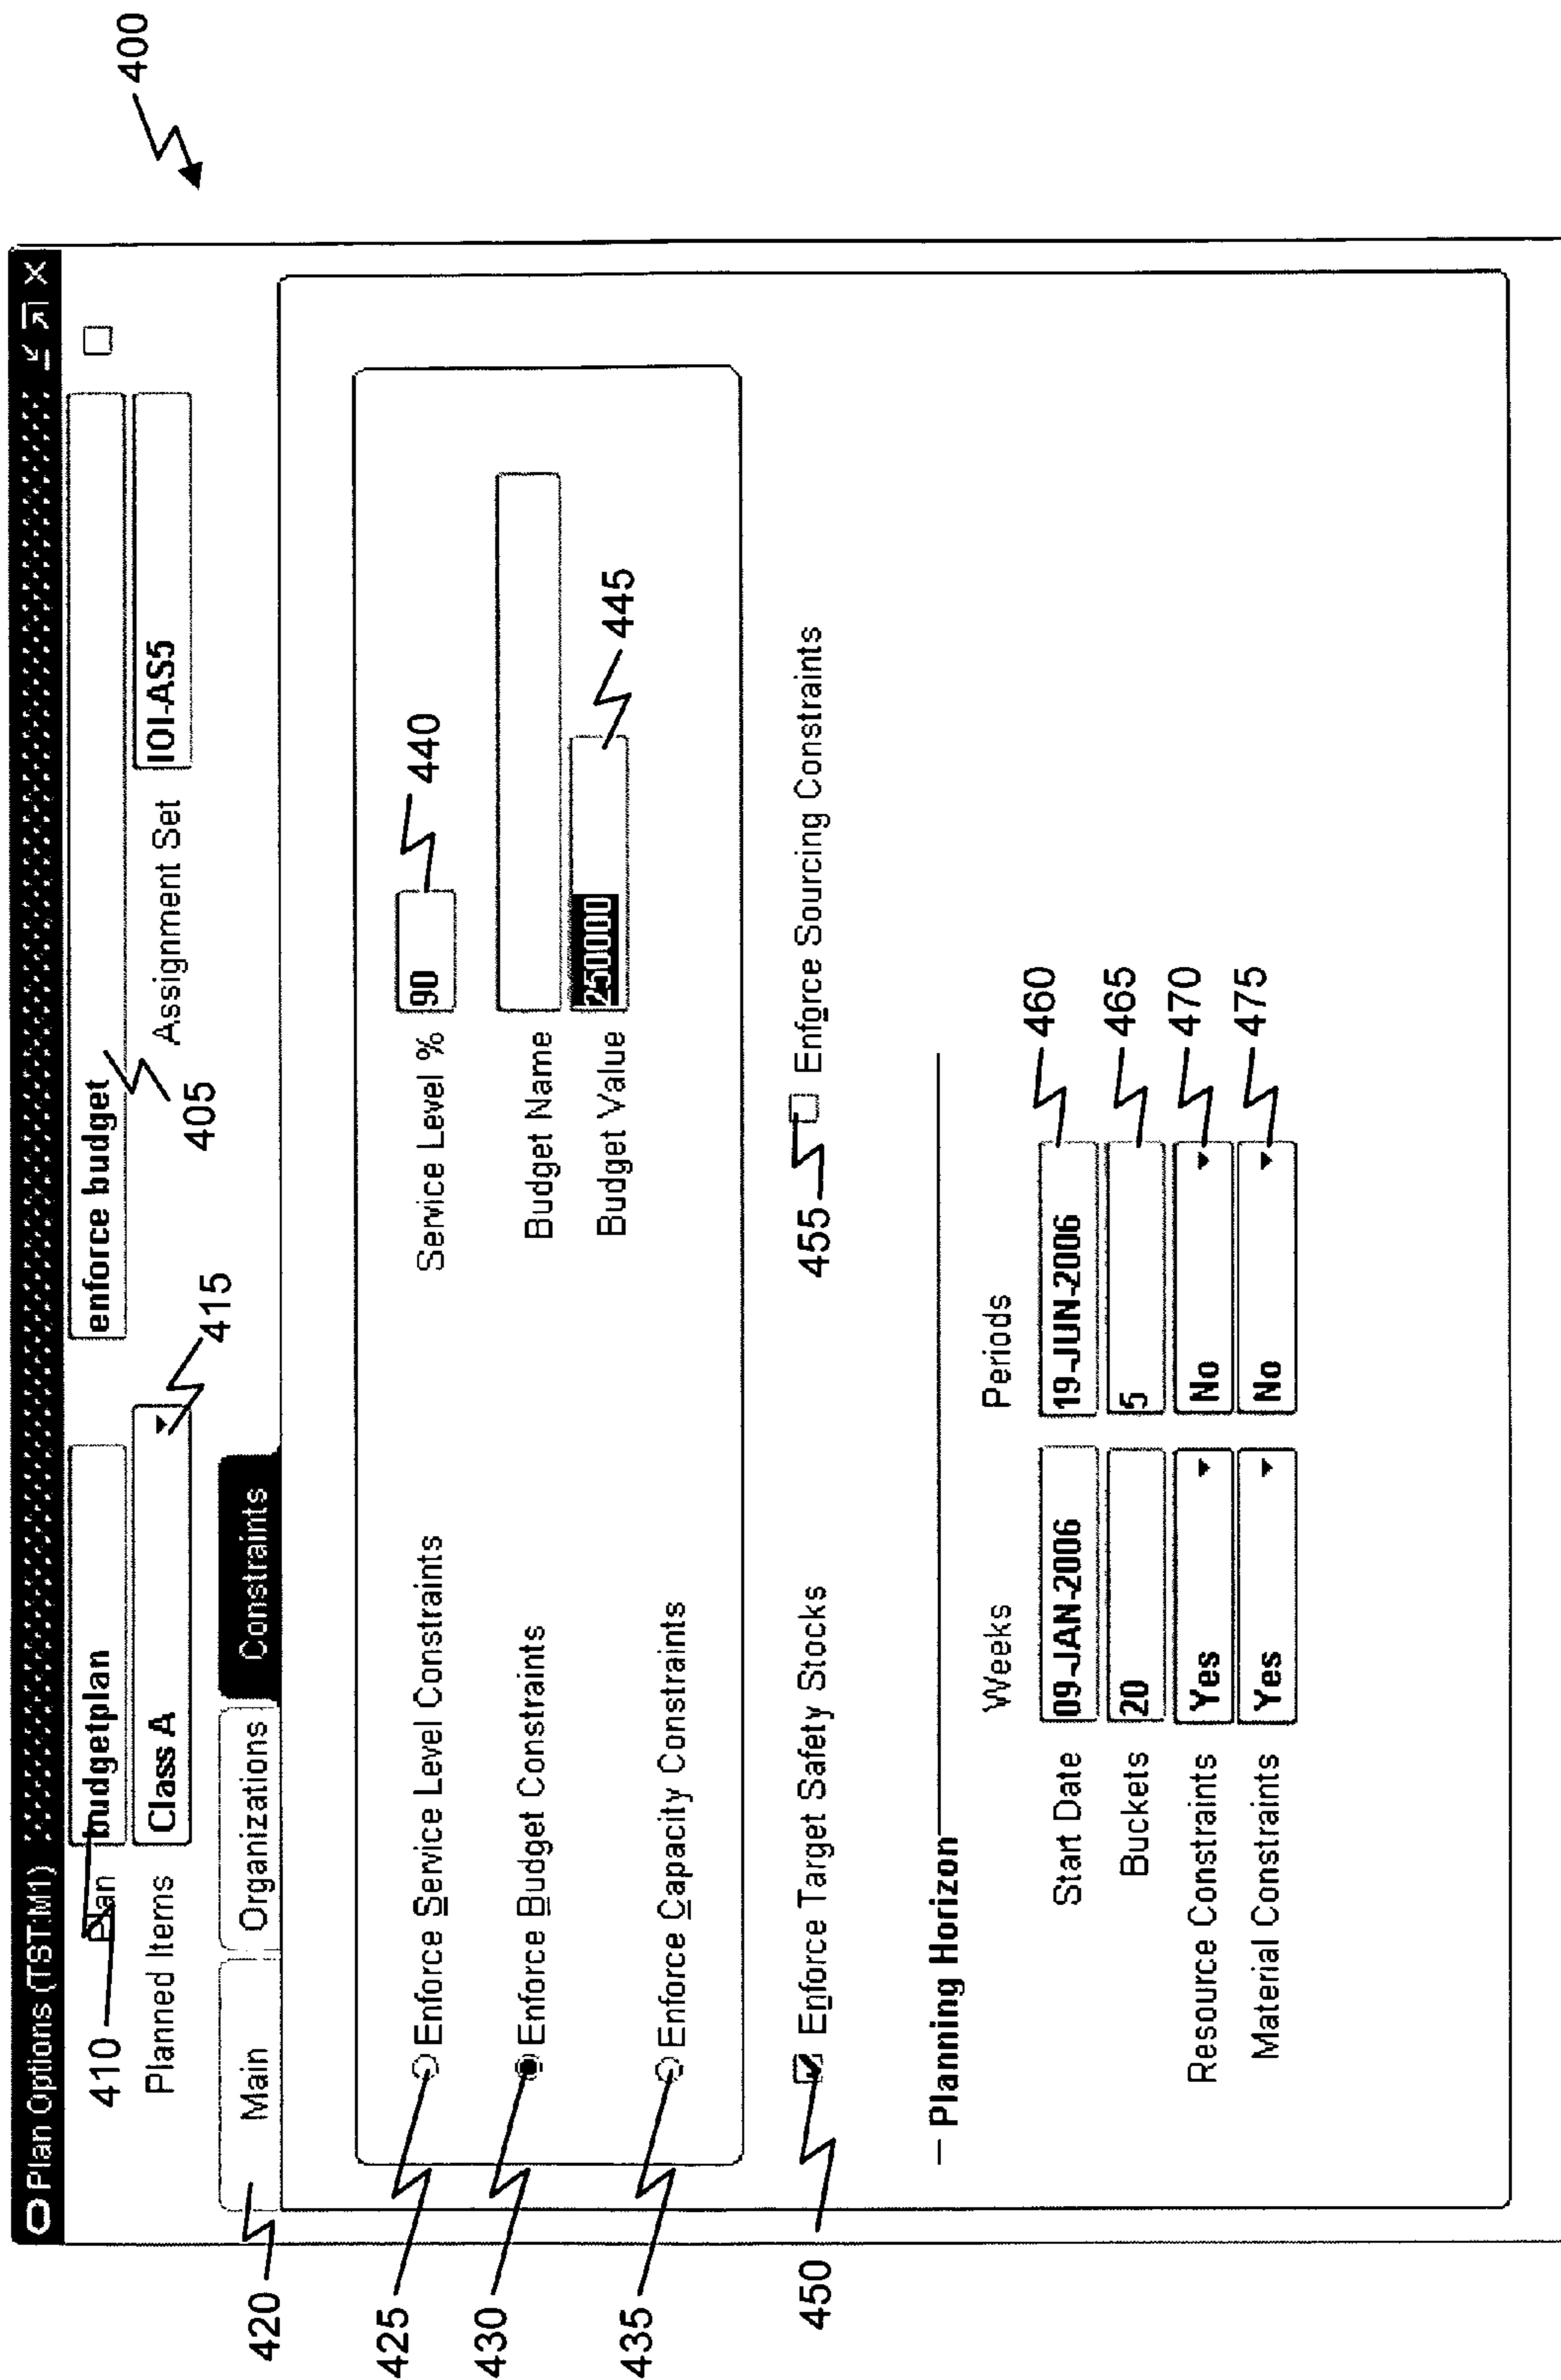 400
Plan Options (TST:M1)
410 Plan budgetplan enforce budget
405
Planned Items Class A 415 Assignment Set IOI-AS5
420 Main Organizations Constraints
425 Enforce Service Level Constraints Service Level % 90 440
430 Enforce Budget Constraints Budget Name
Budget Value 250000 445
435 Enforce Capacity Constraints
450 Enforce Target Safety Stocks 455 Enforce Sourcing Constraints
Planning Horizon
Weeks Periods
Start Date 09-JAN-2006 19-JUN-2006 460
Buckets 20 5 465
Resource Constraints Yes No 470
Material Constraints Yes No 475